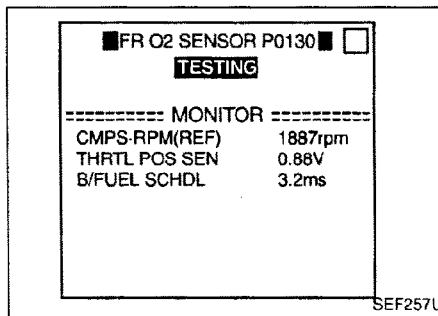 FR O2 SENSOR P0130
TESTING
========== MONITOR ==========
CMPS-RPM(REF) 1887rpm
THRTL POS SEN 0.88V
B/FUEL SCHDL 3.2ms
SEF257U